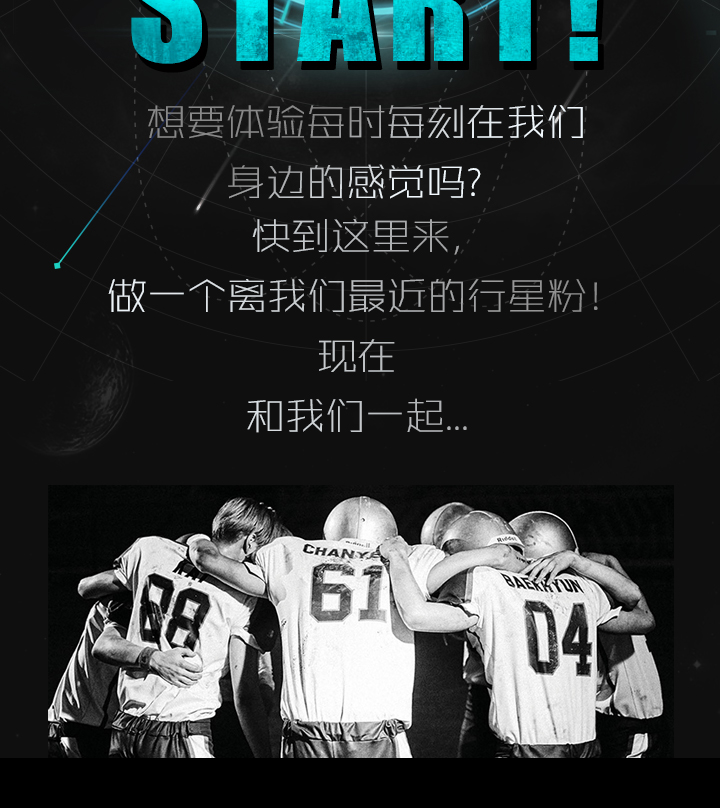 START!
想要体验每时每刻在我们
身边的感觉吗?
快到这里来，
做一个离我们最近的行星粉！
现在
和我们一起...
88
CHANYE
61
Riddell
BAEKHYUN
04